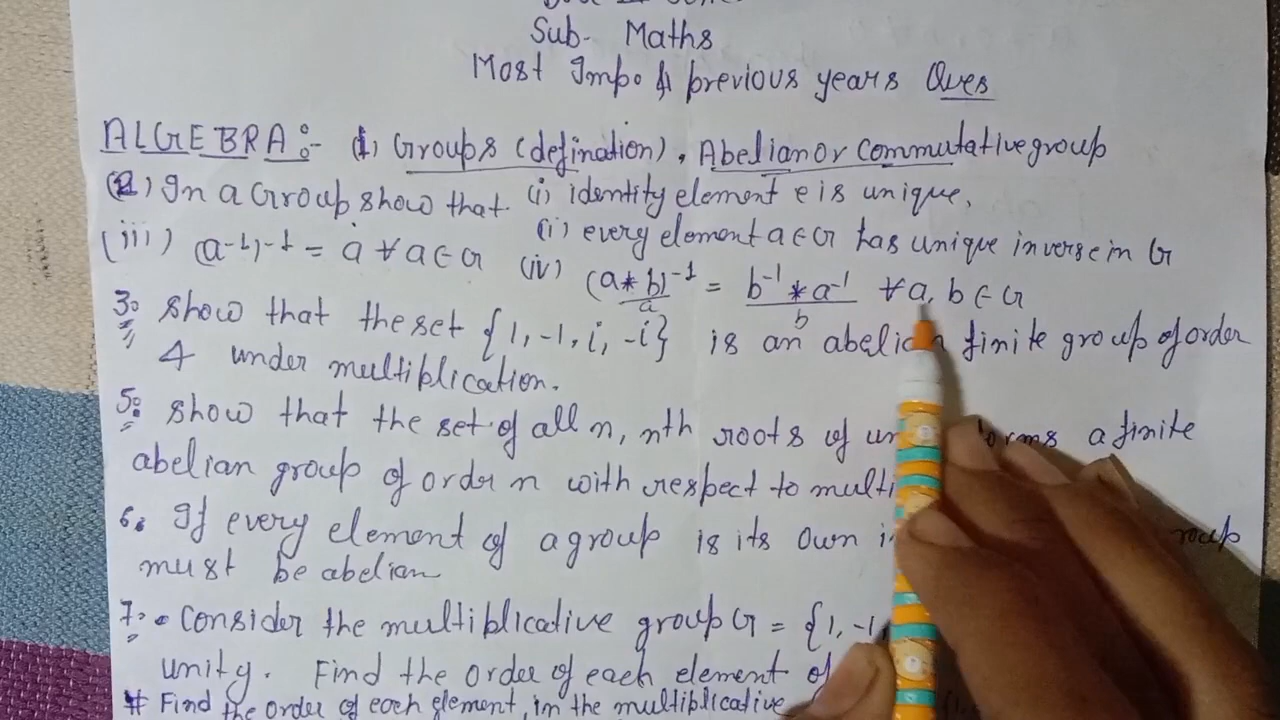 Sub- Maths
Most Impo & previous years Ques
ALGEBRA:- (1) Groups (defination), Abelian or commutative group
(2) In a Group show that (i) identity element e is unique.
(i) every element a ∈ G has unique inverse in G
(iii) (a-1)-1 = a ∀ a ∈ G (iv) (a * b)-1 = b-1 * a-1 ∀ a, b ∈ G
a b
3: show that the set {1, -1, i, -i} is an abelian finite group of order
4 under multiplication.
5: show that the set of all n, nth roots of un forms a finite
abelian group of order n with respect to multi
6. If every element of a group is its own
must be abelian
7: consider the multiplicative group G = {1, -1,
unity. Find the order of each element of
# Find the order of each element, in the multiplicative